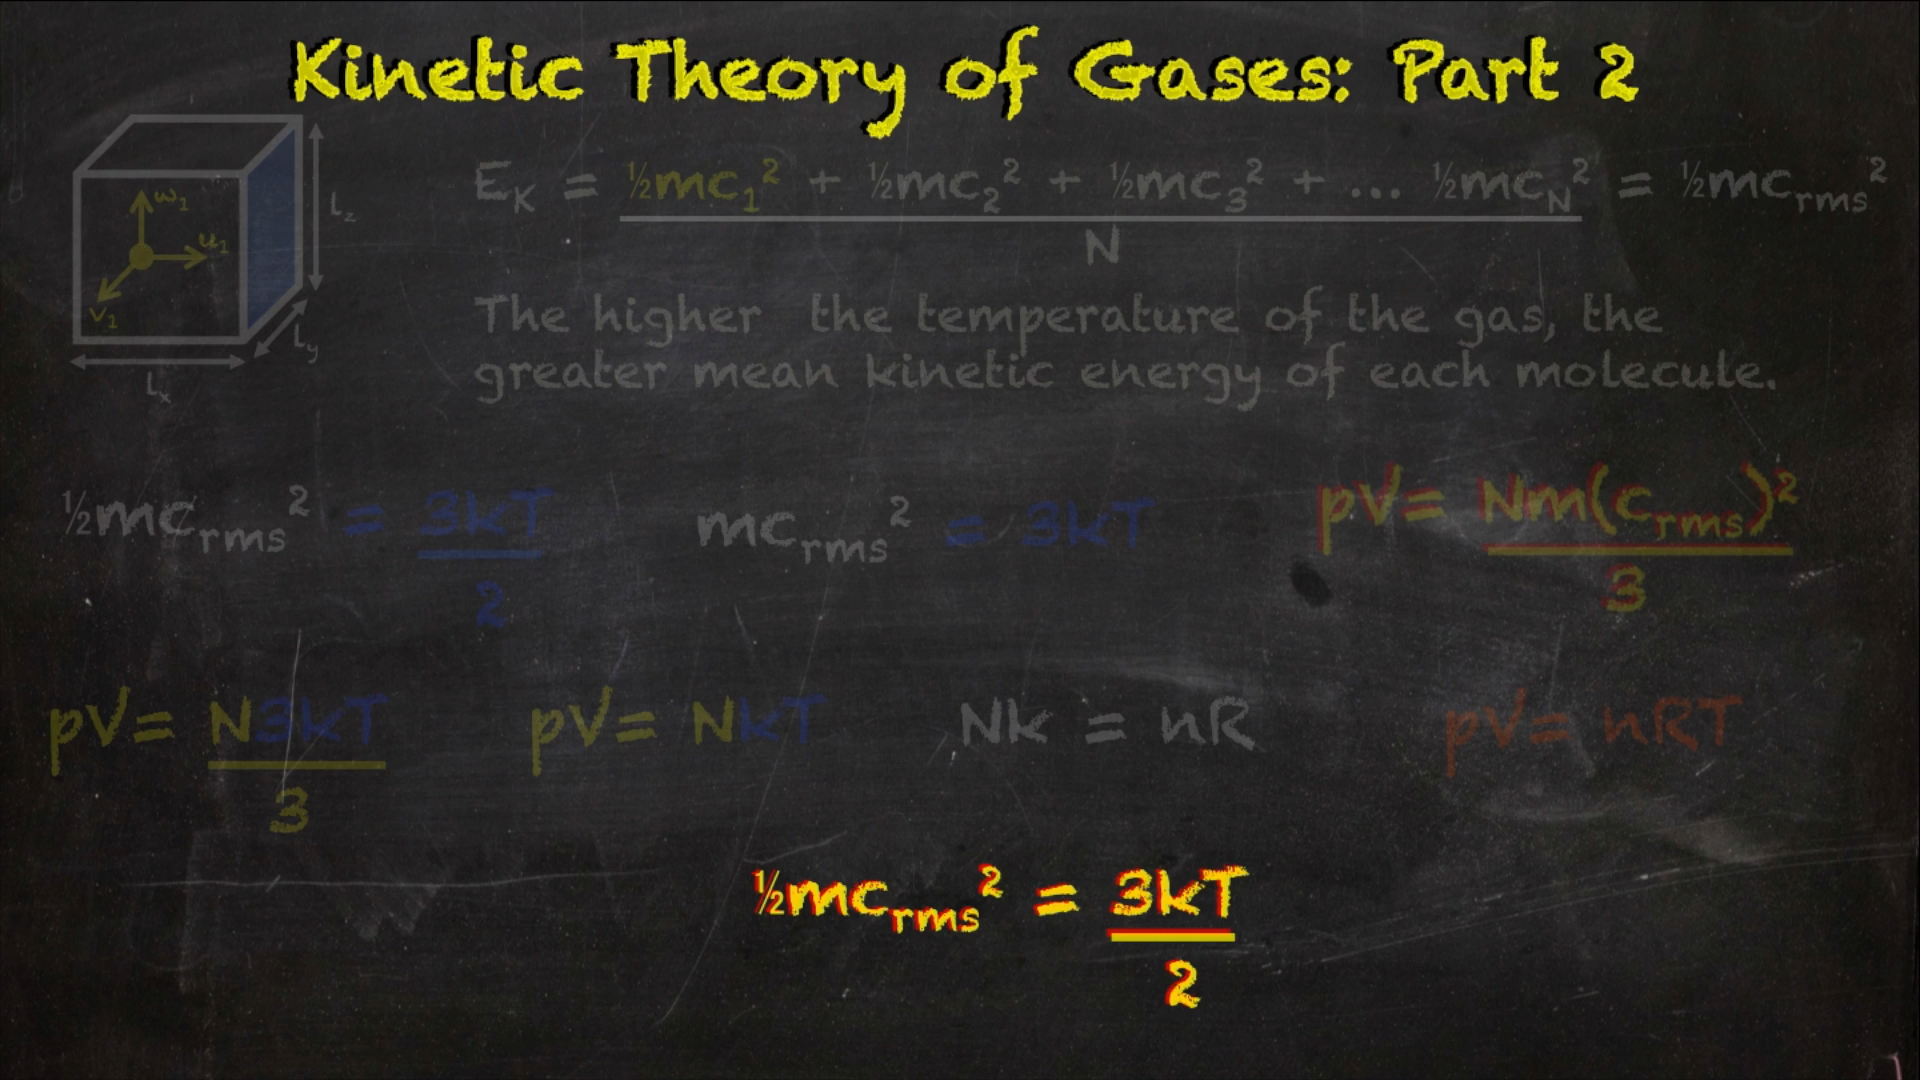 Kinetic Theory of Gases: Part 2
E_K = ½mc₁² + ½mc₂² + ½mc₃² + ... ½mc_N² = ½mc_rms²
N
w₁
u₁
v₁
L_z
L_y
L_x
The higher the temperature of the gas, the
greater mean kinetic energy of each molecule.
½mc_rms² = 3kT
2
mc_rms² = 3kT
pV= Nm(c_rms)²
3
pV= N3kT
3
pV= NkT
Nk = nR
pV= nRT
½mc_rms² = 3kT
2